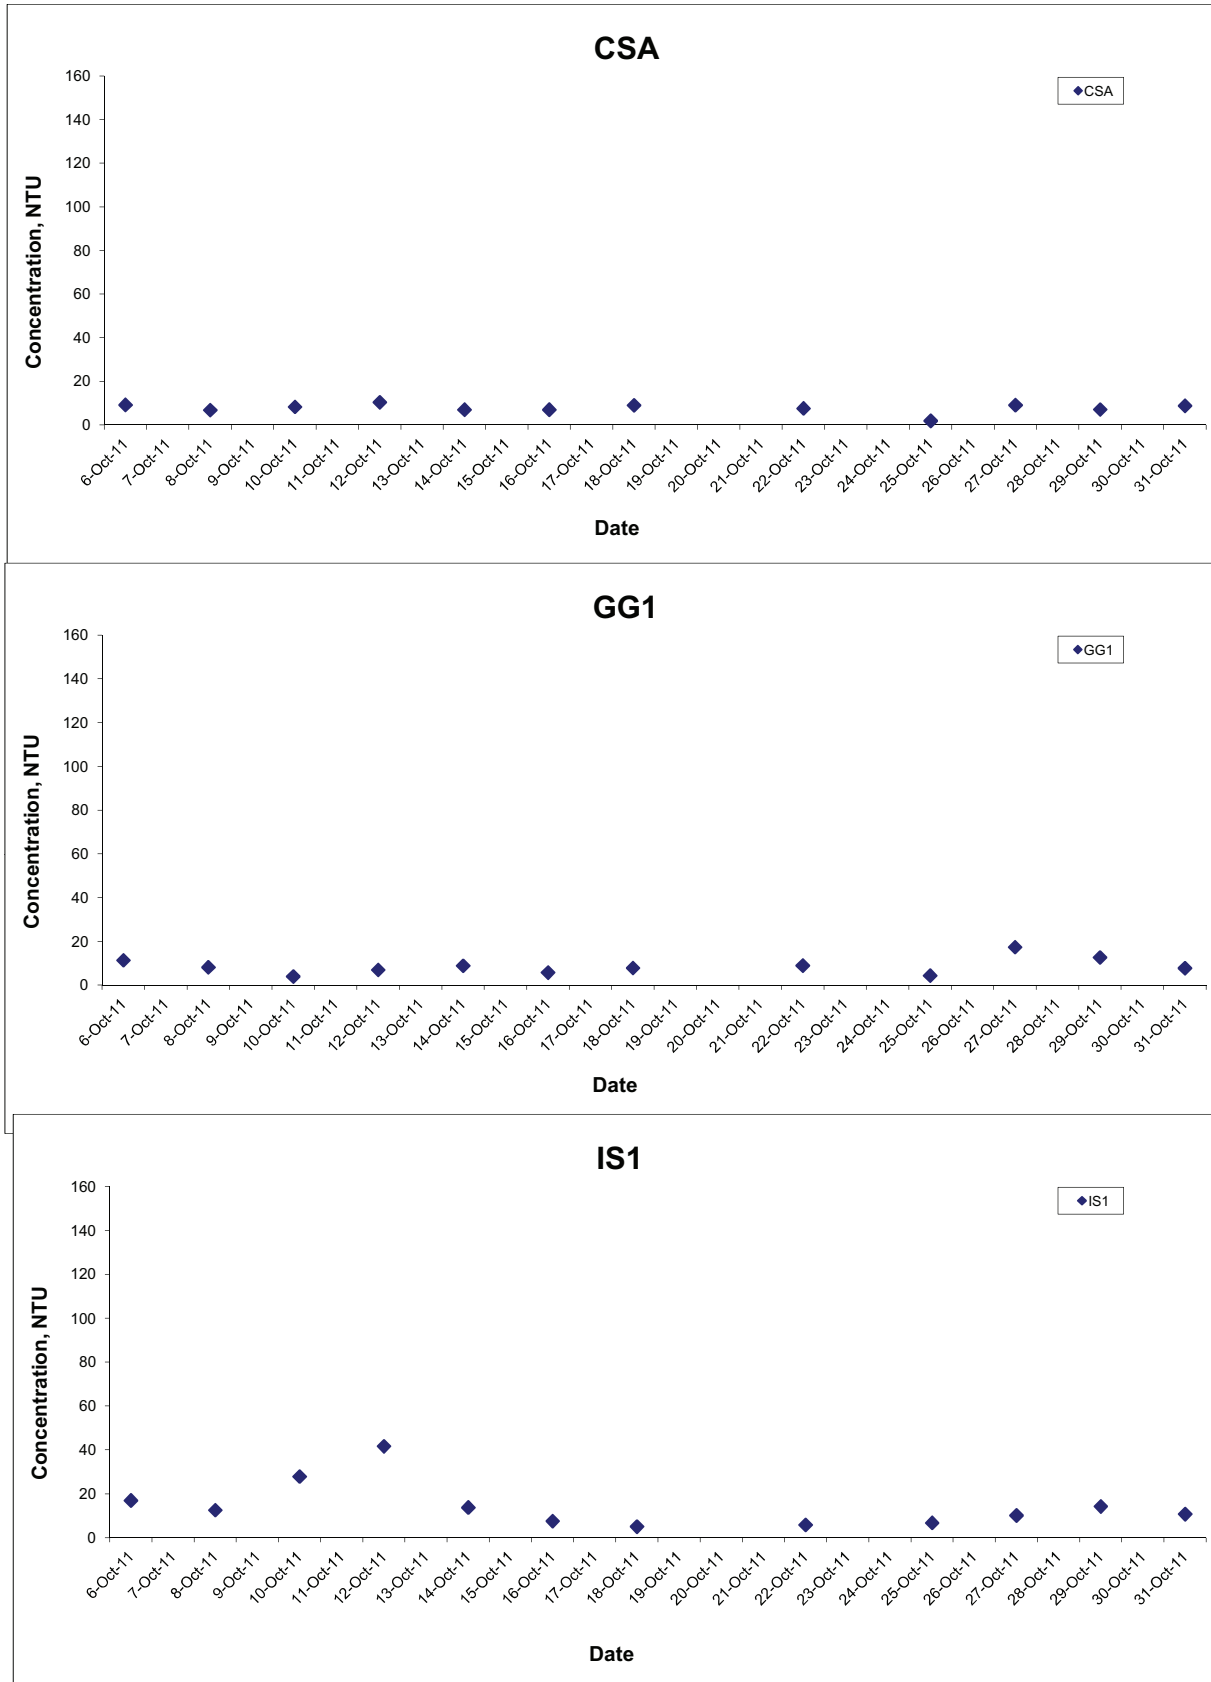 CSA
CSA
160
140
120
100
80
60
40
20
0
Concentration, NTU
6-Oct-11
7-Oct-11
8-Oct-11
9-Oct-11
10-Oct-11
11-Oct-11
12-Oct-11
13-Oct-11
14-Oct-11
15-Oct-11
16-Oct-11
17-Oct-11
18-Oct-11
19-Oct-11
20-Oct-11
21-Oct-11
22-Oct-11
23-Oct-11
24-Oct-11
25-Oct-11
26-Oct-11
27-Oct-11
28-Oct-11
29-Oct-11
30-Oct-11
31-Oct-11
Date
GG1
GG1
160
140
120
100
80
60
40
20
0
Concentration, NTU
6-Oct-11
7-Oct-11
8-Oct-11
9-Oct-11
10-Oct-11
11-Oct-11
12-Oct-11
13-Oct-11
14-Oct-11
15-Oct-11
16-Oct-11
17-Oct-11
18-Oct-11
19-Oct-11
20-Oct-11
21-Oct-11
22-Oct-11
23-Oct-11
24-Oct-11
25-Oct-11
26-Oct-11
27-Oct-11
28-Oct-11
29-Oct-11
30-Oct-11
31-Oct-11
Date
IS1
IS1
160
140
120
100
80
60
40
20
0
Concentration, NTU
6-Oct-11
7-Oct-11
8-Oct-11
9-Oct-11
10-Oct-11
11-Oct-11
12-Oct-11
13-Oct-11
14-Oct-11
15-Oct-11
16-Oct-11
17-Oct-11
18-Oct-11
19-Oct-11
20-Oct-11
21-Oct-11
22-Oct-11
23-Oct-11
24-Oct-11
25-Oct-11
26-Oct-11
27-Oct-11
28-Oct-11
29-Oct-11
30-Oct-11
31-Oct-11
Date